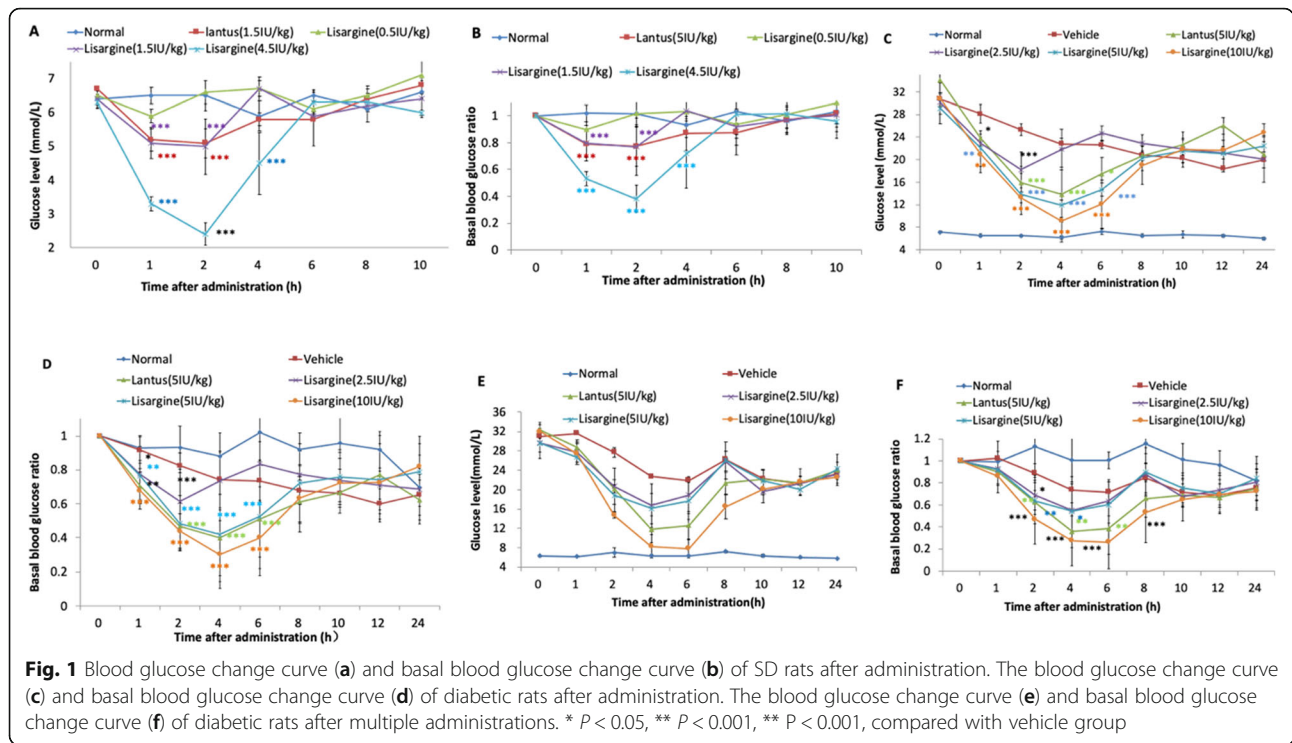 A
Normal lantus(1.5IU/kg) Lisargine(0.5IU/kg)
Lisargine(1.5IU/kg) Lisargine(4.5IU/kg)
Glucose level (mmol/L)
7
6
5
4
3
2
***
***
***
***
***
***
***
0 1 2 4 6 8 10
Time after administration (h)
B
Normal Lantus(5IU/kg) Lisargine(0.5IU/kg)
Lisargine(1.5IU/kg) Lisargine(4.5IU/kg)
Basal blood glucose ratio
1
0.8
0.6
0.4
0.2
0
***
***
***
***
***
***
***
0 1 2 4 6 8 10
Time after administration (h)
C
Normal Vehicle Lantus(5IU/kg)
Lisargine(2.5IU/kg) Lisargine(5IU/kg) Lisargine(10IU/kg)
Glucose level (mmol/L)
32
28
24
20
16
12
8
4
*
***
***
***
***
***
***
***
***
***
***
*
***
***
0 1 2 4 6 8 10 12 24
Time after administration (h)
D
Normal Vehicle
Lantus(5IU/kg) Lisargine(2.5IU/kg)
Lisargine(5IU/kg) Lisargine(10IU/kg)
Basal blood glucose ratio
1
0.8
0.6
0.4
0.2
0
*
**
**
***
***
***
***
***
***
***
***
***
***
***
0 1 2 4 6 8 10 12 24
Time after administration (h)
E
Normal Vehicle
Lantus(5IU/kg) Lisargine(2.5IU/kg)
Lisargine(5IU/kg) Lisargine(10IU/kg)
Glucose level(mmol/L)
36
32
28
24
20
16
12
8
4
0 1 2 4 6 8 10 12 24
Time after administration(h)
F
Normal Vehicle
Lantus(5IU/kg) Lisargine(2.5IU/kg)
Lisargine(5IU/kg) Lisargine(10IU/kg)
Basal blood glucose ratio
1.2
1
0.8
0.6
0.4
0.2
0
*
**
**
***
*
**
***
**
***
***
0 1 2 4 6 8 10 12 24
Time after administration (h)
Fig. 1 Blood glucose change curve (a) and basal blood glucose change curve (b) of SD rats after administration. The blood glucose change curve
(c) and basal blood glucose change curve (d) of diabetic rats after administration. The blood glucose change curve (e) and basal blood glucose
change curve (f) of diabetic rats after multiple administrations. * P < 0.05, ** P < 0.001, ** P < 0.001, compared with vehicle group